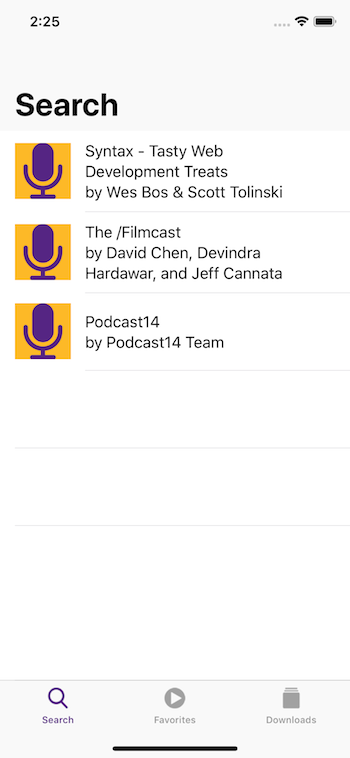 2:25
Search
Syntax - Tasty Web
Development Treats
by Wes Bos & Scott Tolinski
The /Filmcast
by David Chen, Devindra
Hardawar, and Jeff Cannata
Podcast14
by Podcast14 Team
Search
Favorites
Downloads